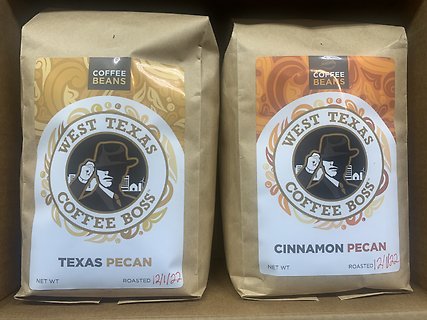 COFFEE
BEANS
WEST TEXAS
COFFEE BOSS
TEXAS PECAN
NET WT
ROASTED 12/1/22
COFFEE
BEANS
WEST TEXAS
COFFEE BOSS
CINNAMON PECAN
NET WT
ROASTED 12/1/22